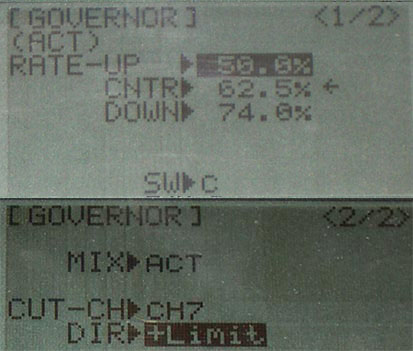 [GOVERNOR] <1/2>
(ACT)
RATE-UP ▶ 50.0%
CNTR▶ 62.5% ←
DOWN▶ 74.0%
SW▶C
[GOVERNOR] <2/2>
MIX▶ACT
CUT-CH▶CH7
DIR▶+Limit